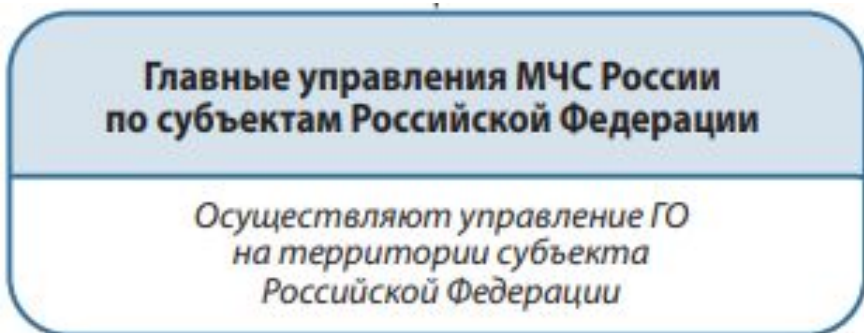 Главные управления МЧС России
по субъектам Российской Федерации
Осуществляют управление ГО
на территории субъекта
Российской Федерации